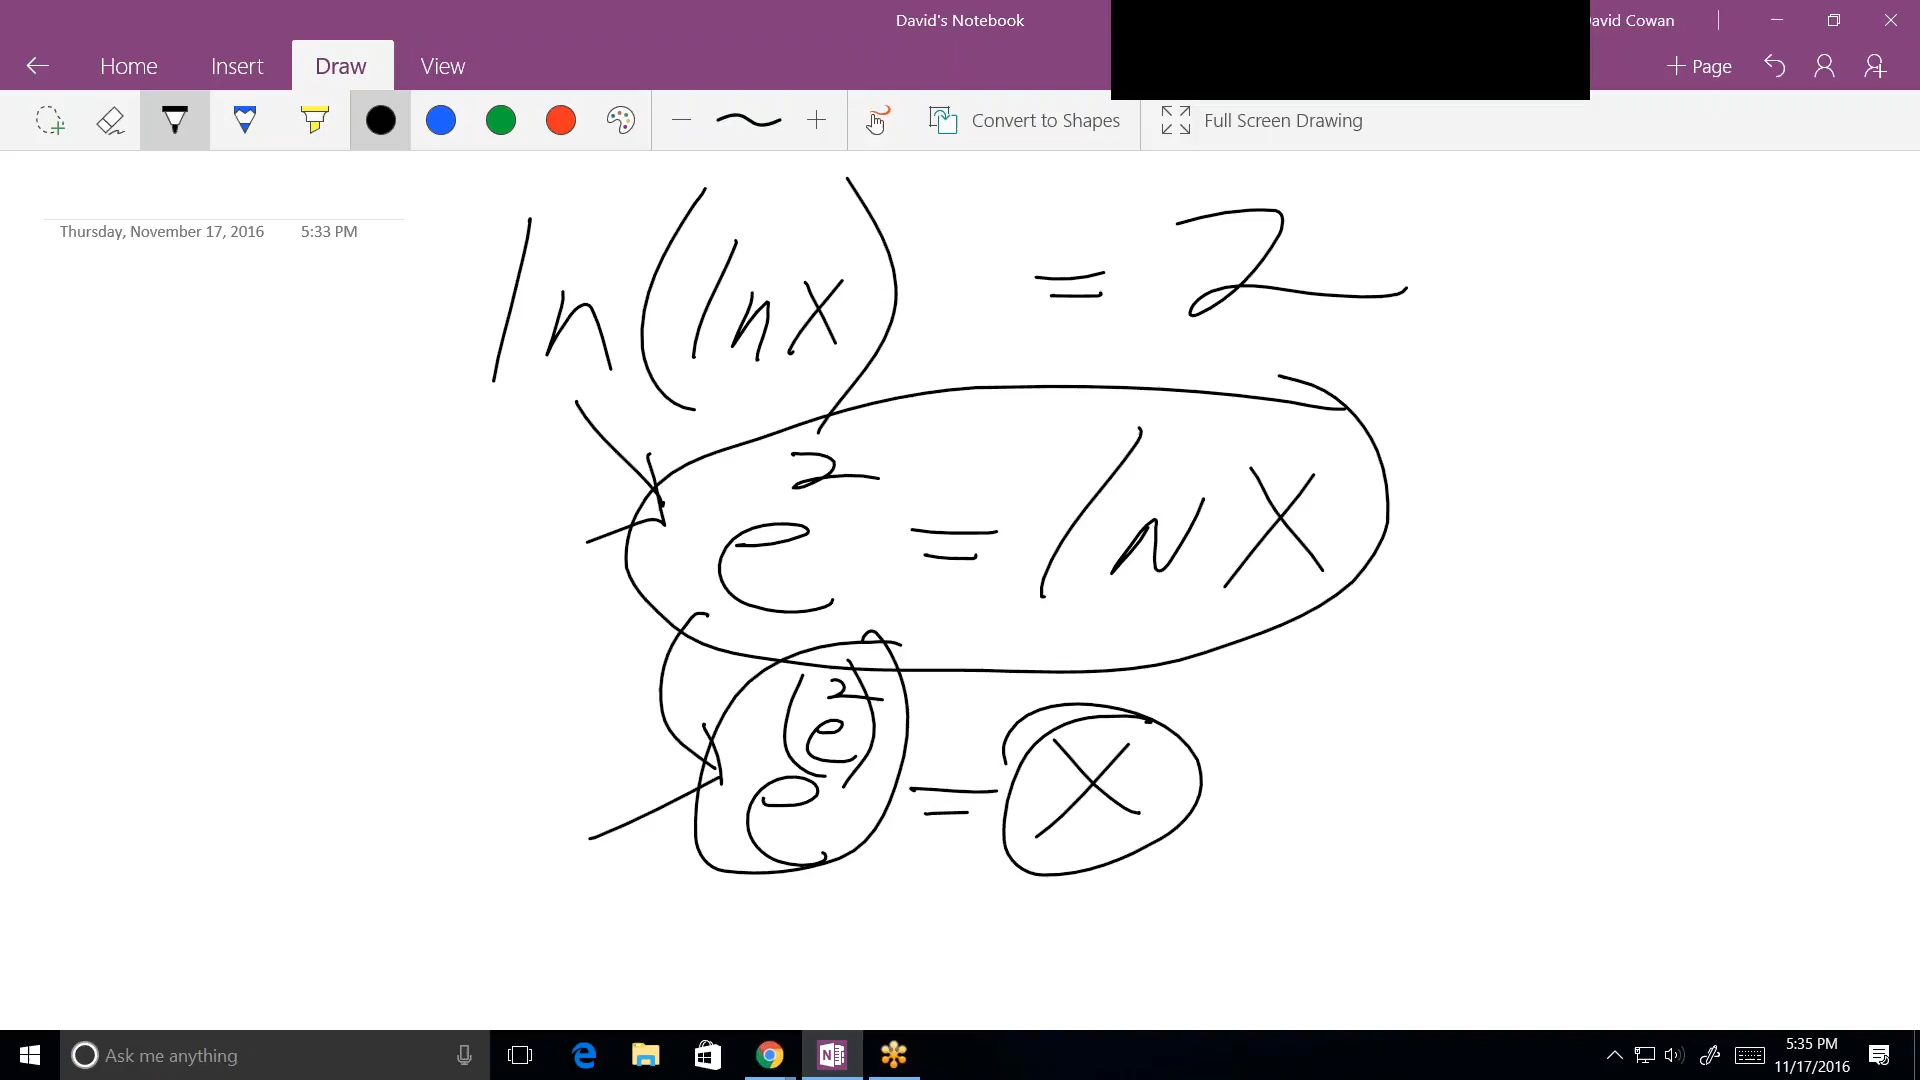 David's Notebook
avid Cowan
Home Insert Draw View
Page
Convert to Shapes
Full Screen Drawing
Thursday, November 17, 2016 5:33 PM
ln(lnx) = 2
e² = lnx
e^(e²) = x
Ask me anything
5:35 PM
11/17/2016